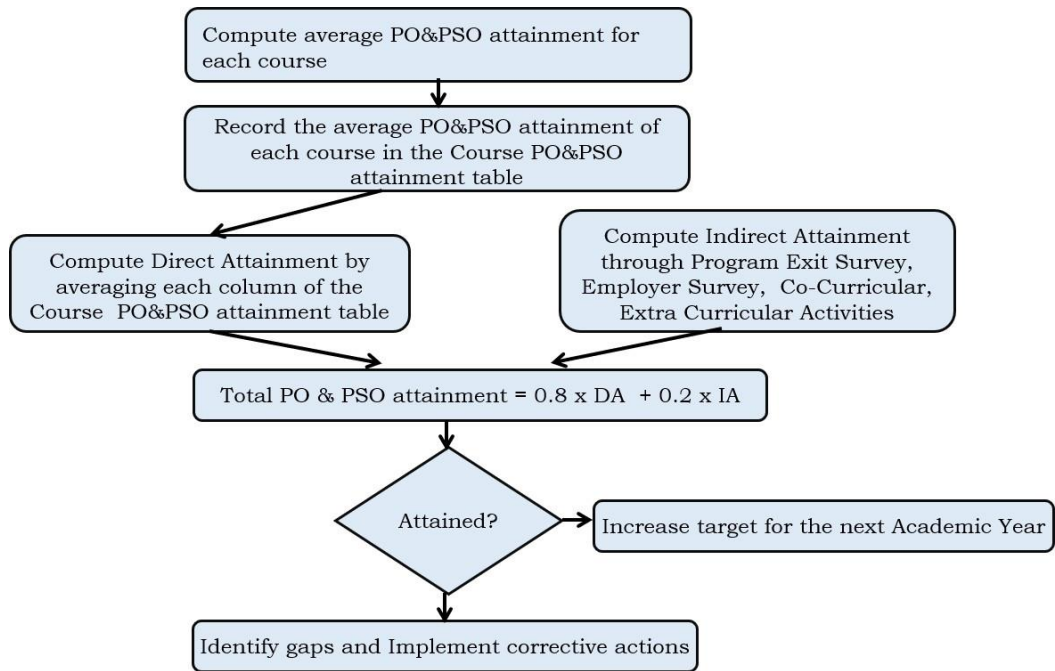 Compute average PO&PSO attainment for
each course
Record the average PO&PSO attainment of
each course in the Course PO&PSO
attainment table
Compute Direct Attainment by
averaging each column of the
Course PO&PSO attainment table
Compute Indirect Attainment
through Program Exit Survey,
Employer Survey, Co-Curricular,
Extra Curricular Activities
Total PO & PSO attainment = 0.8 x DA + 0.2 x IA
Attained?
Increase target for the next Academic Year
Identify gaps and Implement corrective actions